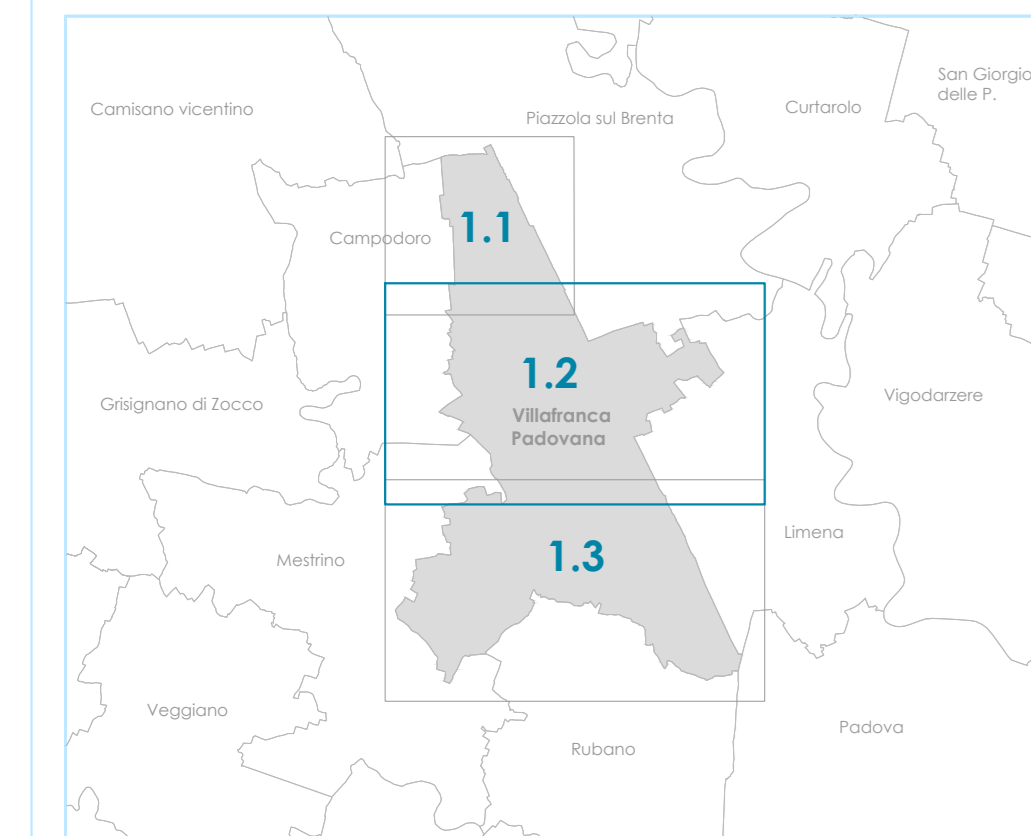 San Giorgio
delle P.
Camisano vicentino
Piazzola sul Brenta
Curtarolo
Campodoro
1.1
1.2
Villafranca
Padovana
Grisignano di Zocco
Vigodarzere
Limena
Mestrino
1.3
Veggiano
Padova
Rubano